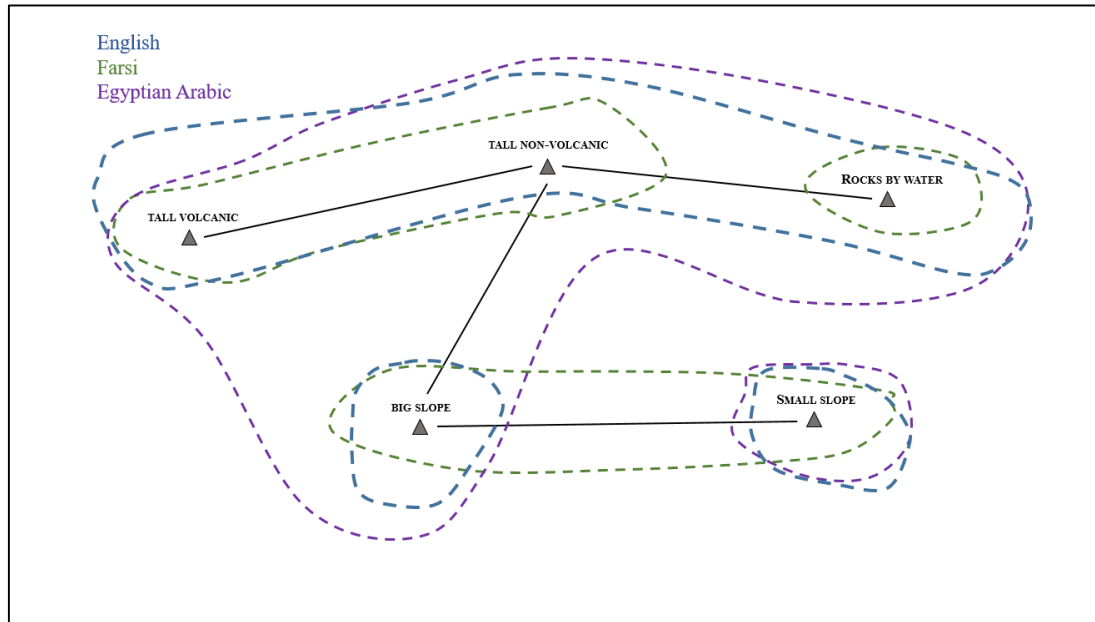 English
Farsi
Egyptian Arabic
TALL NON-VOLCANIC
ROCKS BY WATER
TALL VOLCANIC
BIG SLOPE
SMALL SLOPE